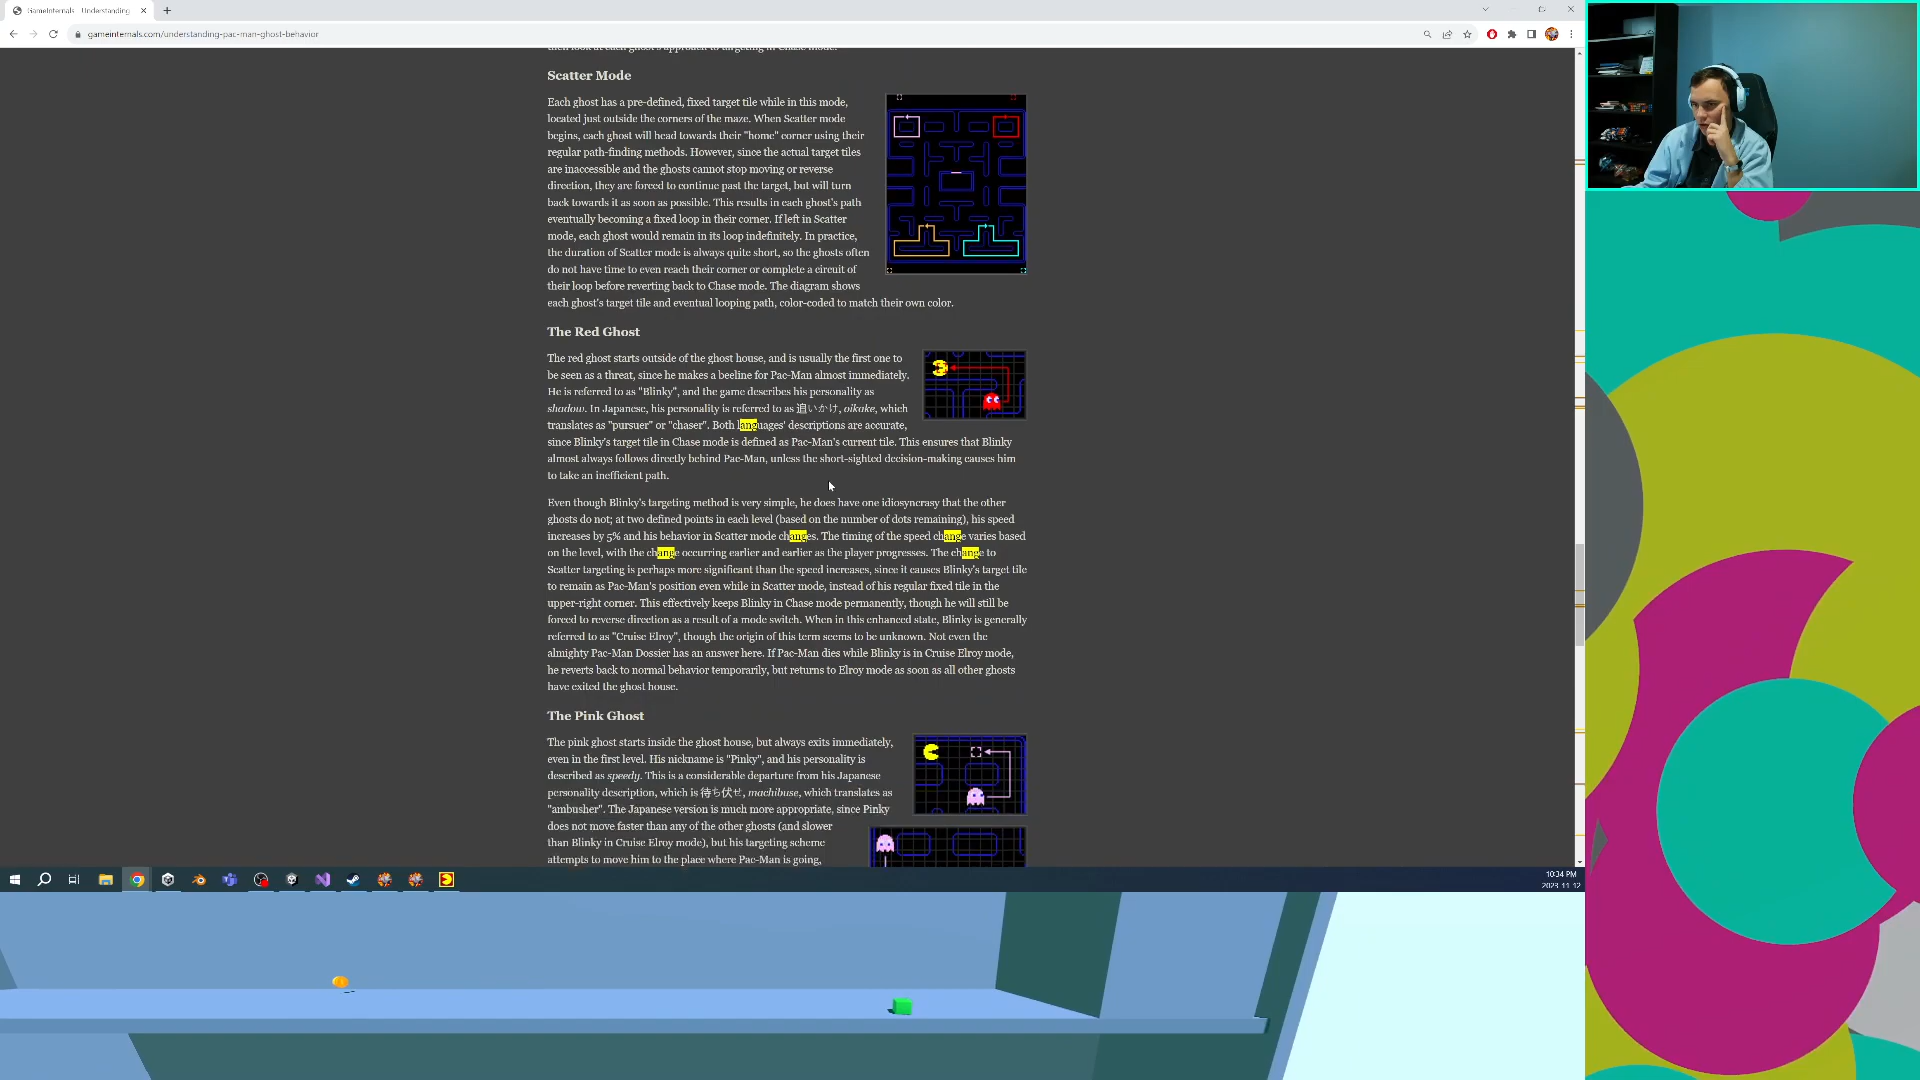 GameInternals - Understanding
gameinternals.com/understanding-pac-man-ghost-behavior
then look at each ghost's approach to targeting in Chase mode.
Scatter Mode
Each ghost has a pre-defined, fixed target tile while in this mode,
located just outside the corners of the maze. When Scatter mode
begins, each ghost will head towards their "home" corner using their
regular path-finding methods. However, since the actual target tiles
are inaccessible and the ghosts cannot stop moving or reverse
direction, they are forced to continue past the target, but will turn
back towards it as soon as possible. This results in each ghost's path
eventually becoming a fixed loop in their corner. If left in Scatter
mode, each ghost would remain in its loop indefinitely. In practice,
the duration of Scatter mode is always quite short, so the ghosts often
do not have time to even reach their corner or complete a circuit of
their loop before reverting back to Chase mode. The diagram shows
each ghost's target tile and eventual looping path, color-coded to match their own color.
The Red Ghost
The red ghost starts outside of the ghost house, and is usually the first one to
be seen as a threat, since he makes a beeline for Pac-Man almost immediately.
He is referred to as "Blinky", and the game describes his personality as
shadow. In Japanese, his personality is referred to as 追いかけ, oikake, which
translates as "pursuer" or "chaser". Both languages' descriptions are accurate,
since Blinky's target tile in Chase mode is defined as Pac-Man's current tile. This ensures that Blinky
almost always follows directly behind Pac-Man, unless the short-sighted decision-making causes him
to take an inefficient path.
Even though Blinky's targeting method is very simple, he does have one idiosyncrasy that the other
ghosts do not; at two defined points in each level (based on the number of dots remaining), his speed
increases by 5% and his behavior in Scatter mode changes. The timing of the speed change varies based
on the level, with the change occurring earlier and earlier as the player progresses. The change to
Scatter targeting is perhaps more significant than the speed increases, since it causes Blinky's target tile
to remain as Pac-Man's position even while in Scatter mode, instead of his regular fixed tile in the
upper-right corner. This effectively keeps Blinky in Chase mode permanently, though he will still be
forced to reverse direction as a result of a mode switch. When in this enhanced state, Blinky is generally
referred to as "Cruise Elroy", though the origin of this term seems to be unknown. Not even the
almighty Pac-Man Dossier has an answer here. If Pac-Man dies while Blinky is in Cruise Elroy mode,
he reverts back to normal behavior temporarily, but returns to Elroy mode as soon as all other ghosts
have exited the ghost house.
The Pink Ghost
The pink ghost starts inside the ghost house, but always exits immediately,
even in the first level. His nickname is "Pinky", and his personality is
described as speedy. This is a considerable departure from his Japanese
personality description, which is 待ち伏せ, machibuse, which translates as
"ambusher". The Japanese version is much more appropriate, since Pinky
does not move faster than any of the other ghosts (and slower
than Blinky in Cruise Elroy mode), but his targeting scheme
attempts to move him to the place where Pac-Man is going,
10:34 PM
2023-11-12